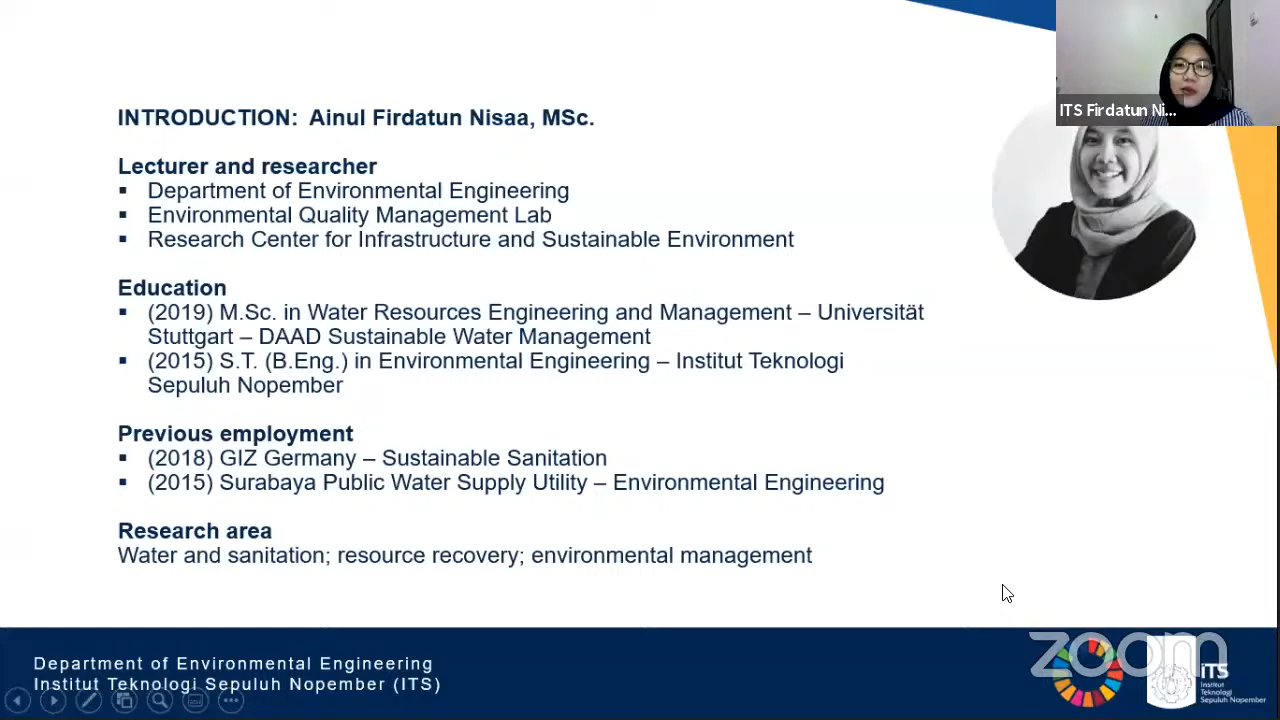 INTRODUCTION: Ainul Firdatun Nisaa, MSc.
ITS Firdatun Ni...
Lecturer and researcher
▪ Department of Environmental Engineering
▪ Environmental Quality Management Lab
▪ Research Center for Infrastructure and Sustainable Environment
Education
▪ (2019) M.Sc. in Water Resources Engineering and Management – Universität
Stuttgart – DAAD Sustainable Water Management
▪ (2015) S.T. (B.Eng.) in Environmental Engineering – Institut Teknologi
Sepuluh Nopember
Previous employment
▪ (2018) GIZ Germany – Sustainable Sanitation
▪ (2015) Surabaya Public Water Supply Utility – Environmental Engineering
Research area
Water and sanitation; resource recovery; environmental management
Department of Environmental Engineering
Institut Teknologi Sepuluh Nopember (ITS)
zoom
iTS
Institut
Teknologi
Sepuluh Nopember